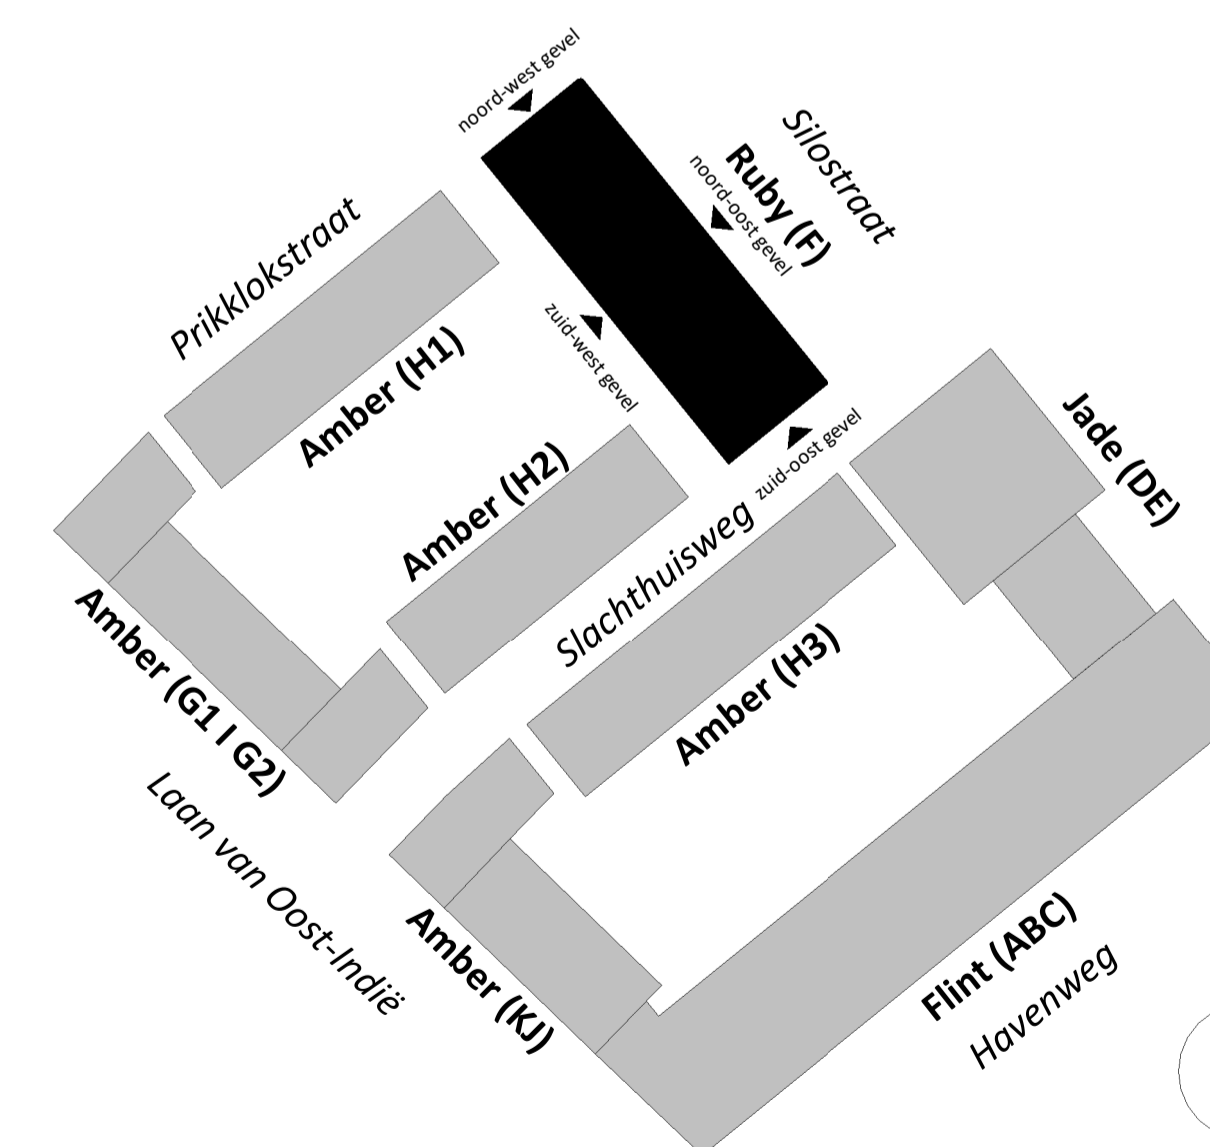 noord-west gevel
Silostraat
Ruby (F)
noord-oost gevel
Prikklokstraat
zuid-west gevel
Amber (H1)
Jade (DE)
zuid-oost gevel
Amber (H2)
Slachthuisweg
Amber (G1 I G2)
Amber (H3)
Laan van Oost-Indië
Amber (KJ)
Flint (ABC)
Havenweg